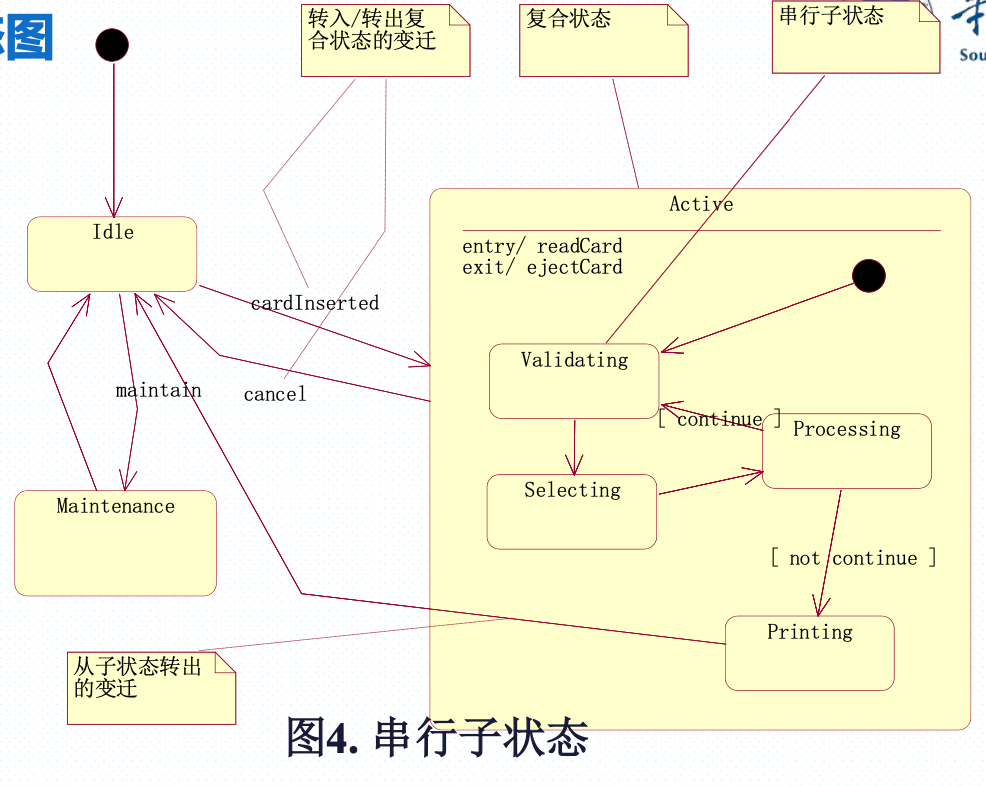 态图
转入/转出复
合状态的变迁
复合状态
串行子状态
Sou
Idle
Active
entry/ readCard
exit/ ejectCard
cardInserted
Validating
maintain
cancel
[ continue ]
Processing
Selecting
Maintenance
[ not continue ]
Printing
从子状态转出
的变迁
图4. 串行子状态